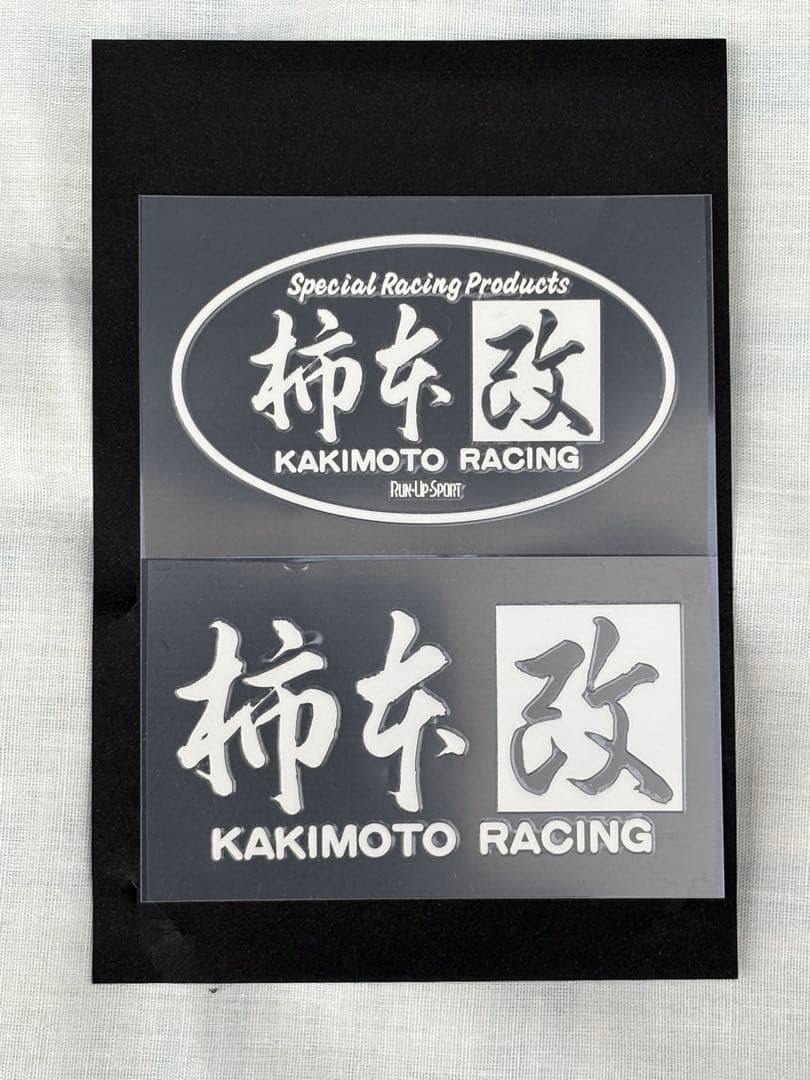 Special Racing Products
柿本改
KAKIMOTO RACING
RUN-UP-SPORT
柿本改
KAKIMOTO RACING